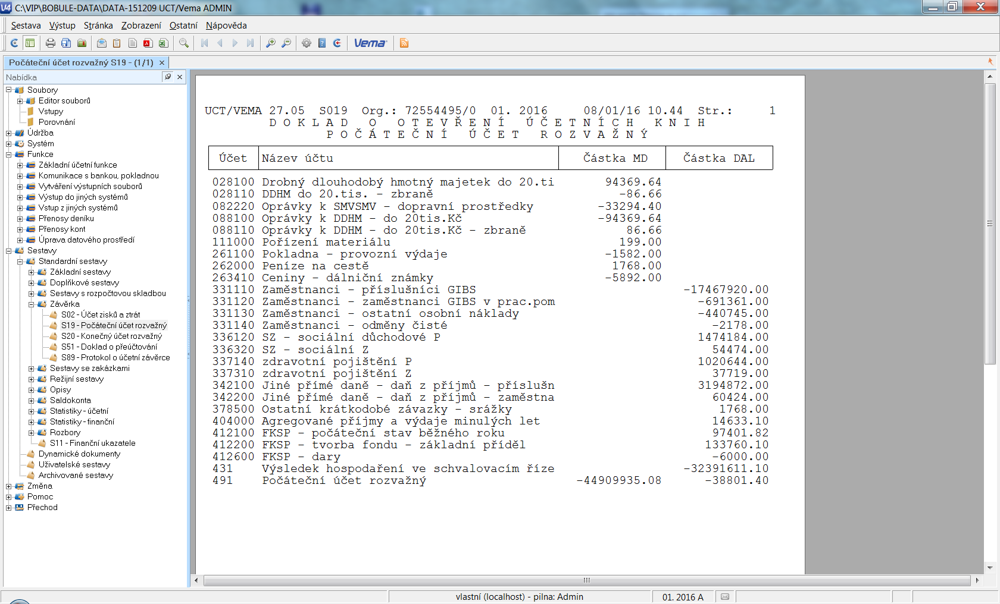 C:\VIP\BOBULE-DATA\DATA-151209 UCT/Vema ADMIN
Sestava Výstup Stránka Zobrazení Ostatní Nápověda
Vema
Počáteční účet rozvažný S19 - (1/1)
Nabídka
Soubory
Editor souborů
Vstupy
Porovnání
Údržba
Systém
Funkce
Základní účetní funkce
Komunikace s bankou, pokladnou
Vytváření výstupních souborů
Výstup do jiných systémů
Vstup z jiných systémů
Přenosy deníku
Přenosy kont
Úprava datového prostředí
Sestavy
Standardní sestavy
Základní sestavy
Doplňkové sestavy
Sestavy s rozpočtovou skladbou
Závěrka
S02 - Účet zisků a ztrát
S19 - Počáteční účet rozvažný
S20 - Konečný účet rozvažný
S51 - Doklad o přeúčtování
S89 - Protokol o účetní závěrce
Sestavy se zakázkami
Režijní sestavy
Opisy
Saldokonta
Statistiky - účetní
Statistiky - finanční
Rozbory
S11 - Finanční ukazatele
Dynamické dokumenty
Uživatelské sestavy
Archivované sestavy
Změna
Pomoc
Přechod
UCT/VEMA 27.05 S019 Org.: 72554495/0 01. 2016 08/01/16 10.44 Str.: 1
D O K L A D O O T E V Ř E N Í Ú Č E T N Í C H K N I H
P O Č Á T E Č N Í Ú Č E T R O Z V A Ž N Ý
Účet Název účtu Částka MD Částka DAL
028100 Drobný dlouhodobý hmotný majetek do 20.ti 94369.64
028110 DDHM do 20.tis. - zbraně -86.66
082220 Oprávky k SMVSMV - dopravní prostředky -33294.40
088100 Oprávky k DDHM - do 20tis.Kč -94369.64
088110 Oprávky k DDHM - do 20tis.Kč - zbraně 86.66
111000 Pořízení materiálu 199.00
261100 Pokladna - provozní výdaje -1582.00
262000 Peníze na cestě 1768.00
263410 Ceniny - dálniční známky -5892.00
331110 Zaměstnanci - příslušníci GIBS -17467920.00
331120 Zaměstnanci - zaměstnanci GIBS v prac.pom -691361.00
331130 Zaměstnanci - ostatní osobní náklady -440745.00
331140 Zaměstnanci - odměny čisté -2178.00
336120 SZ - sociální důchodové P 1474184.00
336320 SZ - sociální Z 54474.00
337140 zdravotní pojištění P 1020644.00
337310 zdravotní pojištění Z 37719.00
342100 Jiné přímé daně - daň z příjmů - příslušn 3194872.00
342200 Jiné přímé daně - daň z příjmů - zaměstna 60424.00
378500 Ostatní krátkodobé závazky - srážky 1768.00
404000 Agregované příjmy a výdaje minulých let 14633.10
412100 FKSP - počáteční stav běžného roku 97401.82
412200 FKSP - tvorba fondu - základní příděl 133760.10
412600 FKSP - dary -6000.00
431 Výsledek hospodaření ve schvalovacím říze -32391611.10
491 Počáteční účet rozvažný -44909935.08 -38801.40
vlastní (localhost) - pilna: Admin
01. 2016 A